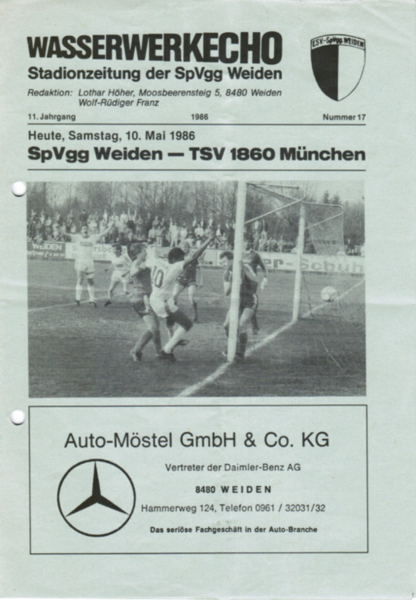 WASSERWERKECHO
Stadionzeitung der SpVgg Weiden
Redaktion: Lothar Höher, Moosbeerensteig 5, 8480 Weiden
Wolf-Rüdiger Franz
11. Jahrgang 1986 Nummer 17
Heute, Samstag, 10. Mai 1986
SpVgg Weiden — TSV 1860 München
WEIDEN
10
Auto-Möstel GmbH & Co. KG
Vertreter der Daimler-Benz AG
8480 WEIDEN
Hammerweg 124, Telefon 0961 / 32031/32
Das seriöse Fachgeschäft in der Auto-Branche